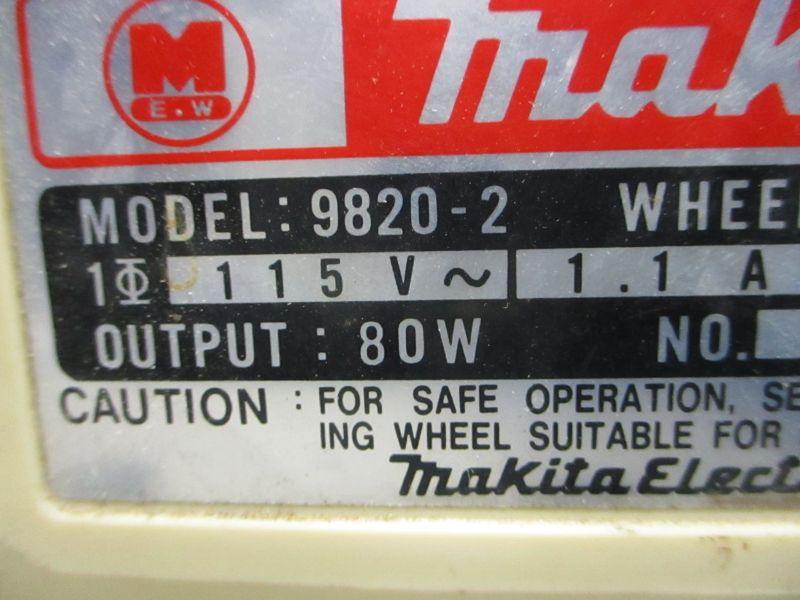 M
E.W
Mak
MODEL: 9820-2 WHEE
1Φ 115 V ~ 1.1 A
OUTPUT : 80W NO.
CAUTION : FOR SAFE OPERATION, SE
ING WHEEL SUITABLE FOR
Makita Elect